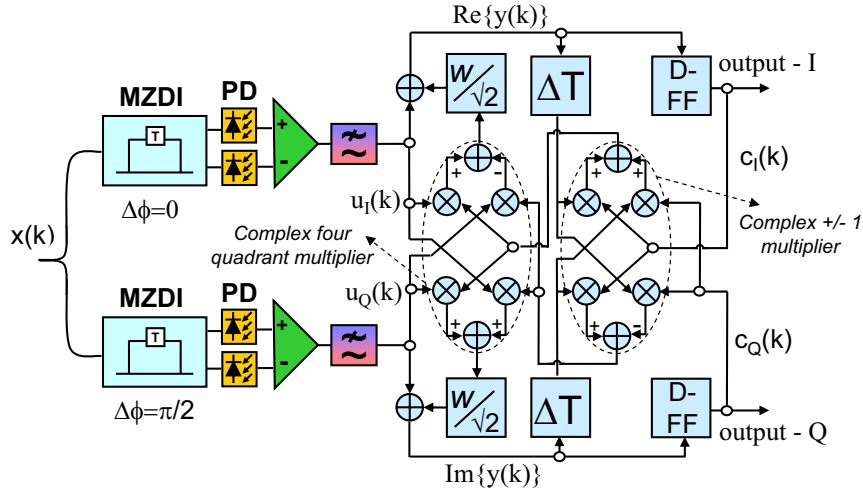 Re{y(k)}
output - I
MZDI
PD
T
+
-
Δϕ=0
W/√2
ΔT
D-FF
+
-
+
+
c_I(k)
u_I(k)
x(k)
Complex four
quadrant multiplier
Complex +/- 1
multiplier
MZDI
PD
T
+
-
Δϕ=π/2
u_Q(k)
+
+
+
-
c_Q(k)
W/√2
ΔT
D-FF
output - Q
Im{y(k)}